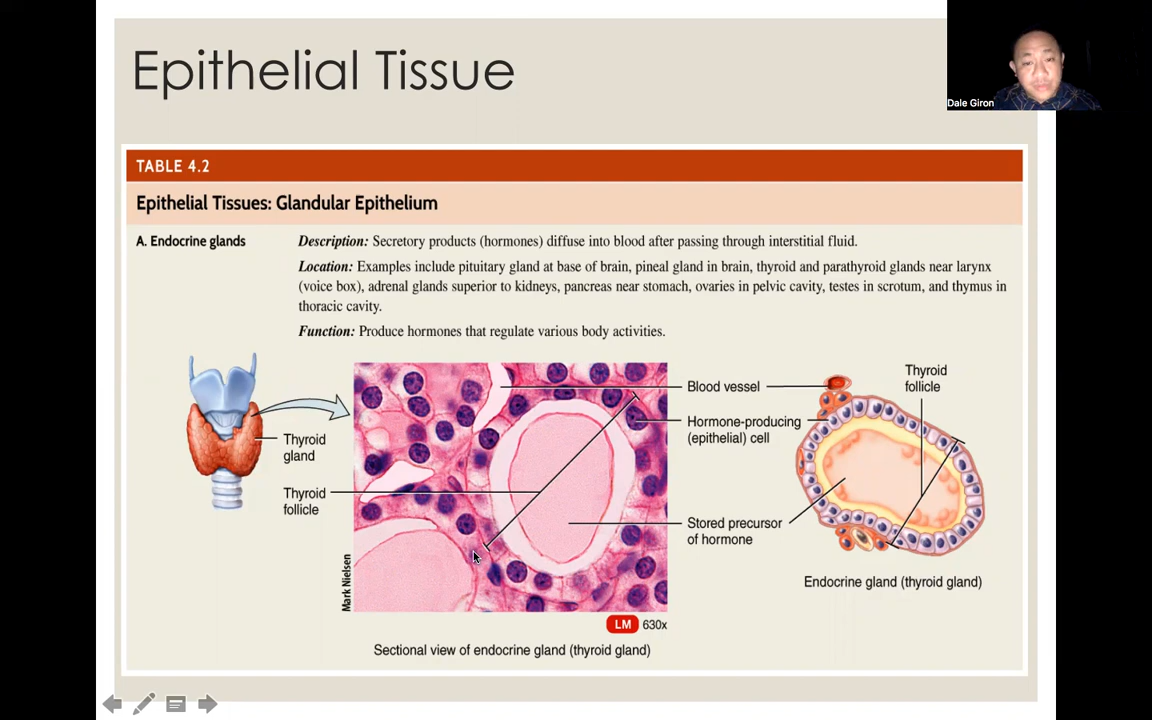 Epithelial Tissue
Dale Giron
TABLE 4.2
Epithelial Tissues: Glandular Epithelium
A. Endocrine glands
Description: Secretory products (hormones) diffuse into blood after passing through interstitial fluid.
Location: Examples include pituitary gland at base of brain, pineal gland in brain, thyroid and parathyroid glands near larynx
(voice box), adrenal glands superior to kidneys, pancreas near stomach, ovaries in pelvic cavity, testes in scrotum, and thymus in
thoracic cavity.
Function: Produce hormones that regulate various body activities.
Thyroid
gland
Thyroid
follicle
Mark Nielsen
Blood vessel
Hormone-producing
(epithelial) cell
Stored precursor
of hormone
Thyroid
follicle
LM 630x
Sectional view of endocrine gland (thyroid gland)
Endocrine gland (thyroid gland)